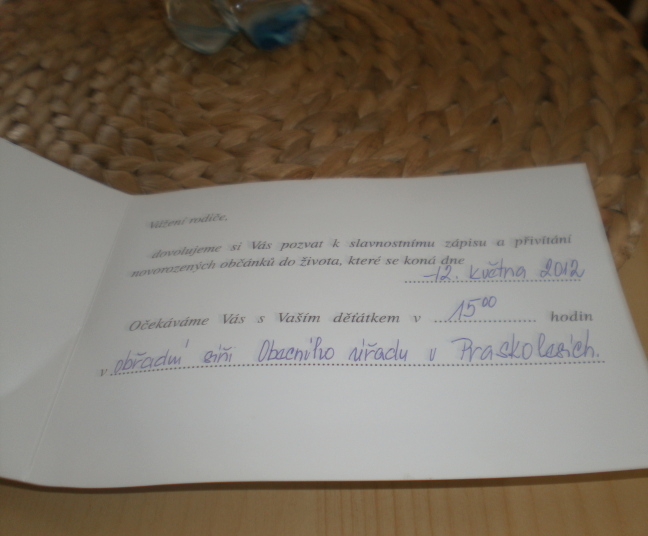 Vážení rodiče,
dovolujeme si Vás pozvat k slavnostnímu zápisu a přivítání
novorozených občánků do života, které se koná dne
12. května 2012
Očekáváme Vás s Vaším děťátkem v 15⁰⁰ hodin
v obřadní síňi Obecního úřadu v Praskolesích.